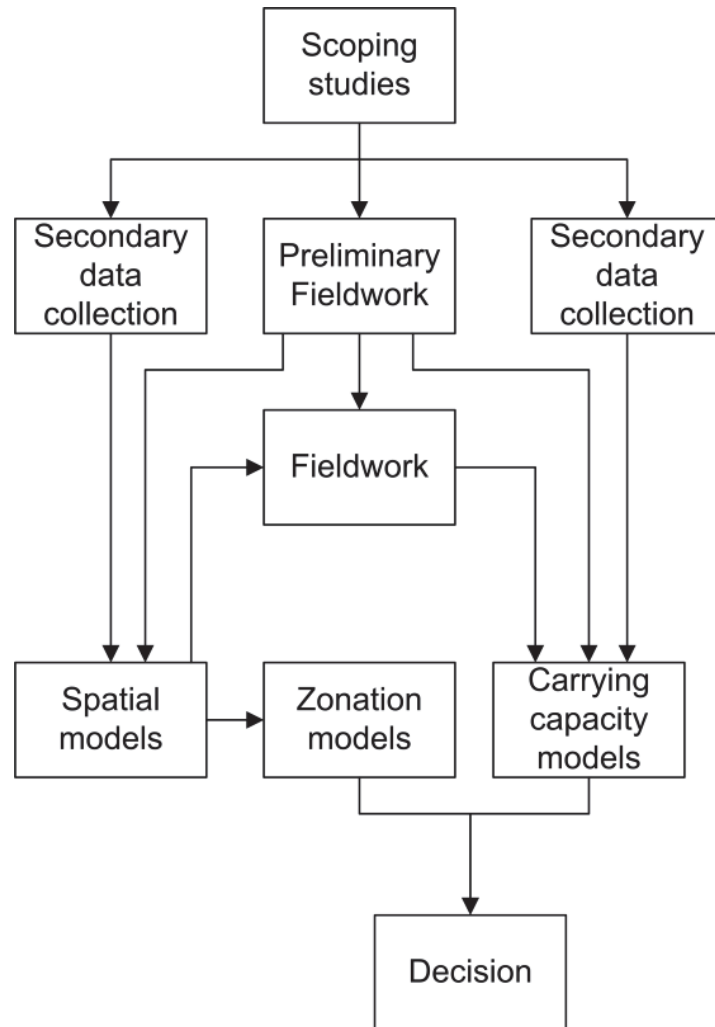 Scoping
studies
Secondary
data
collection
Preliminary
Fieldwork
Secondary
data
collection
Fieldwork
Spatial
models
Zonation
models
Carrying
capacity
models
Decision